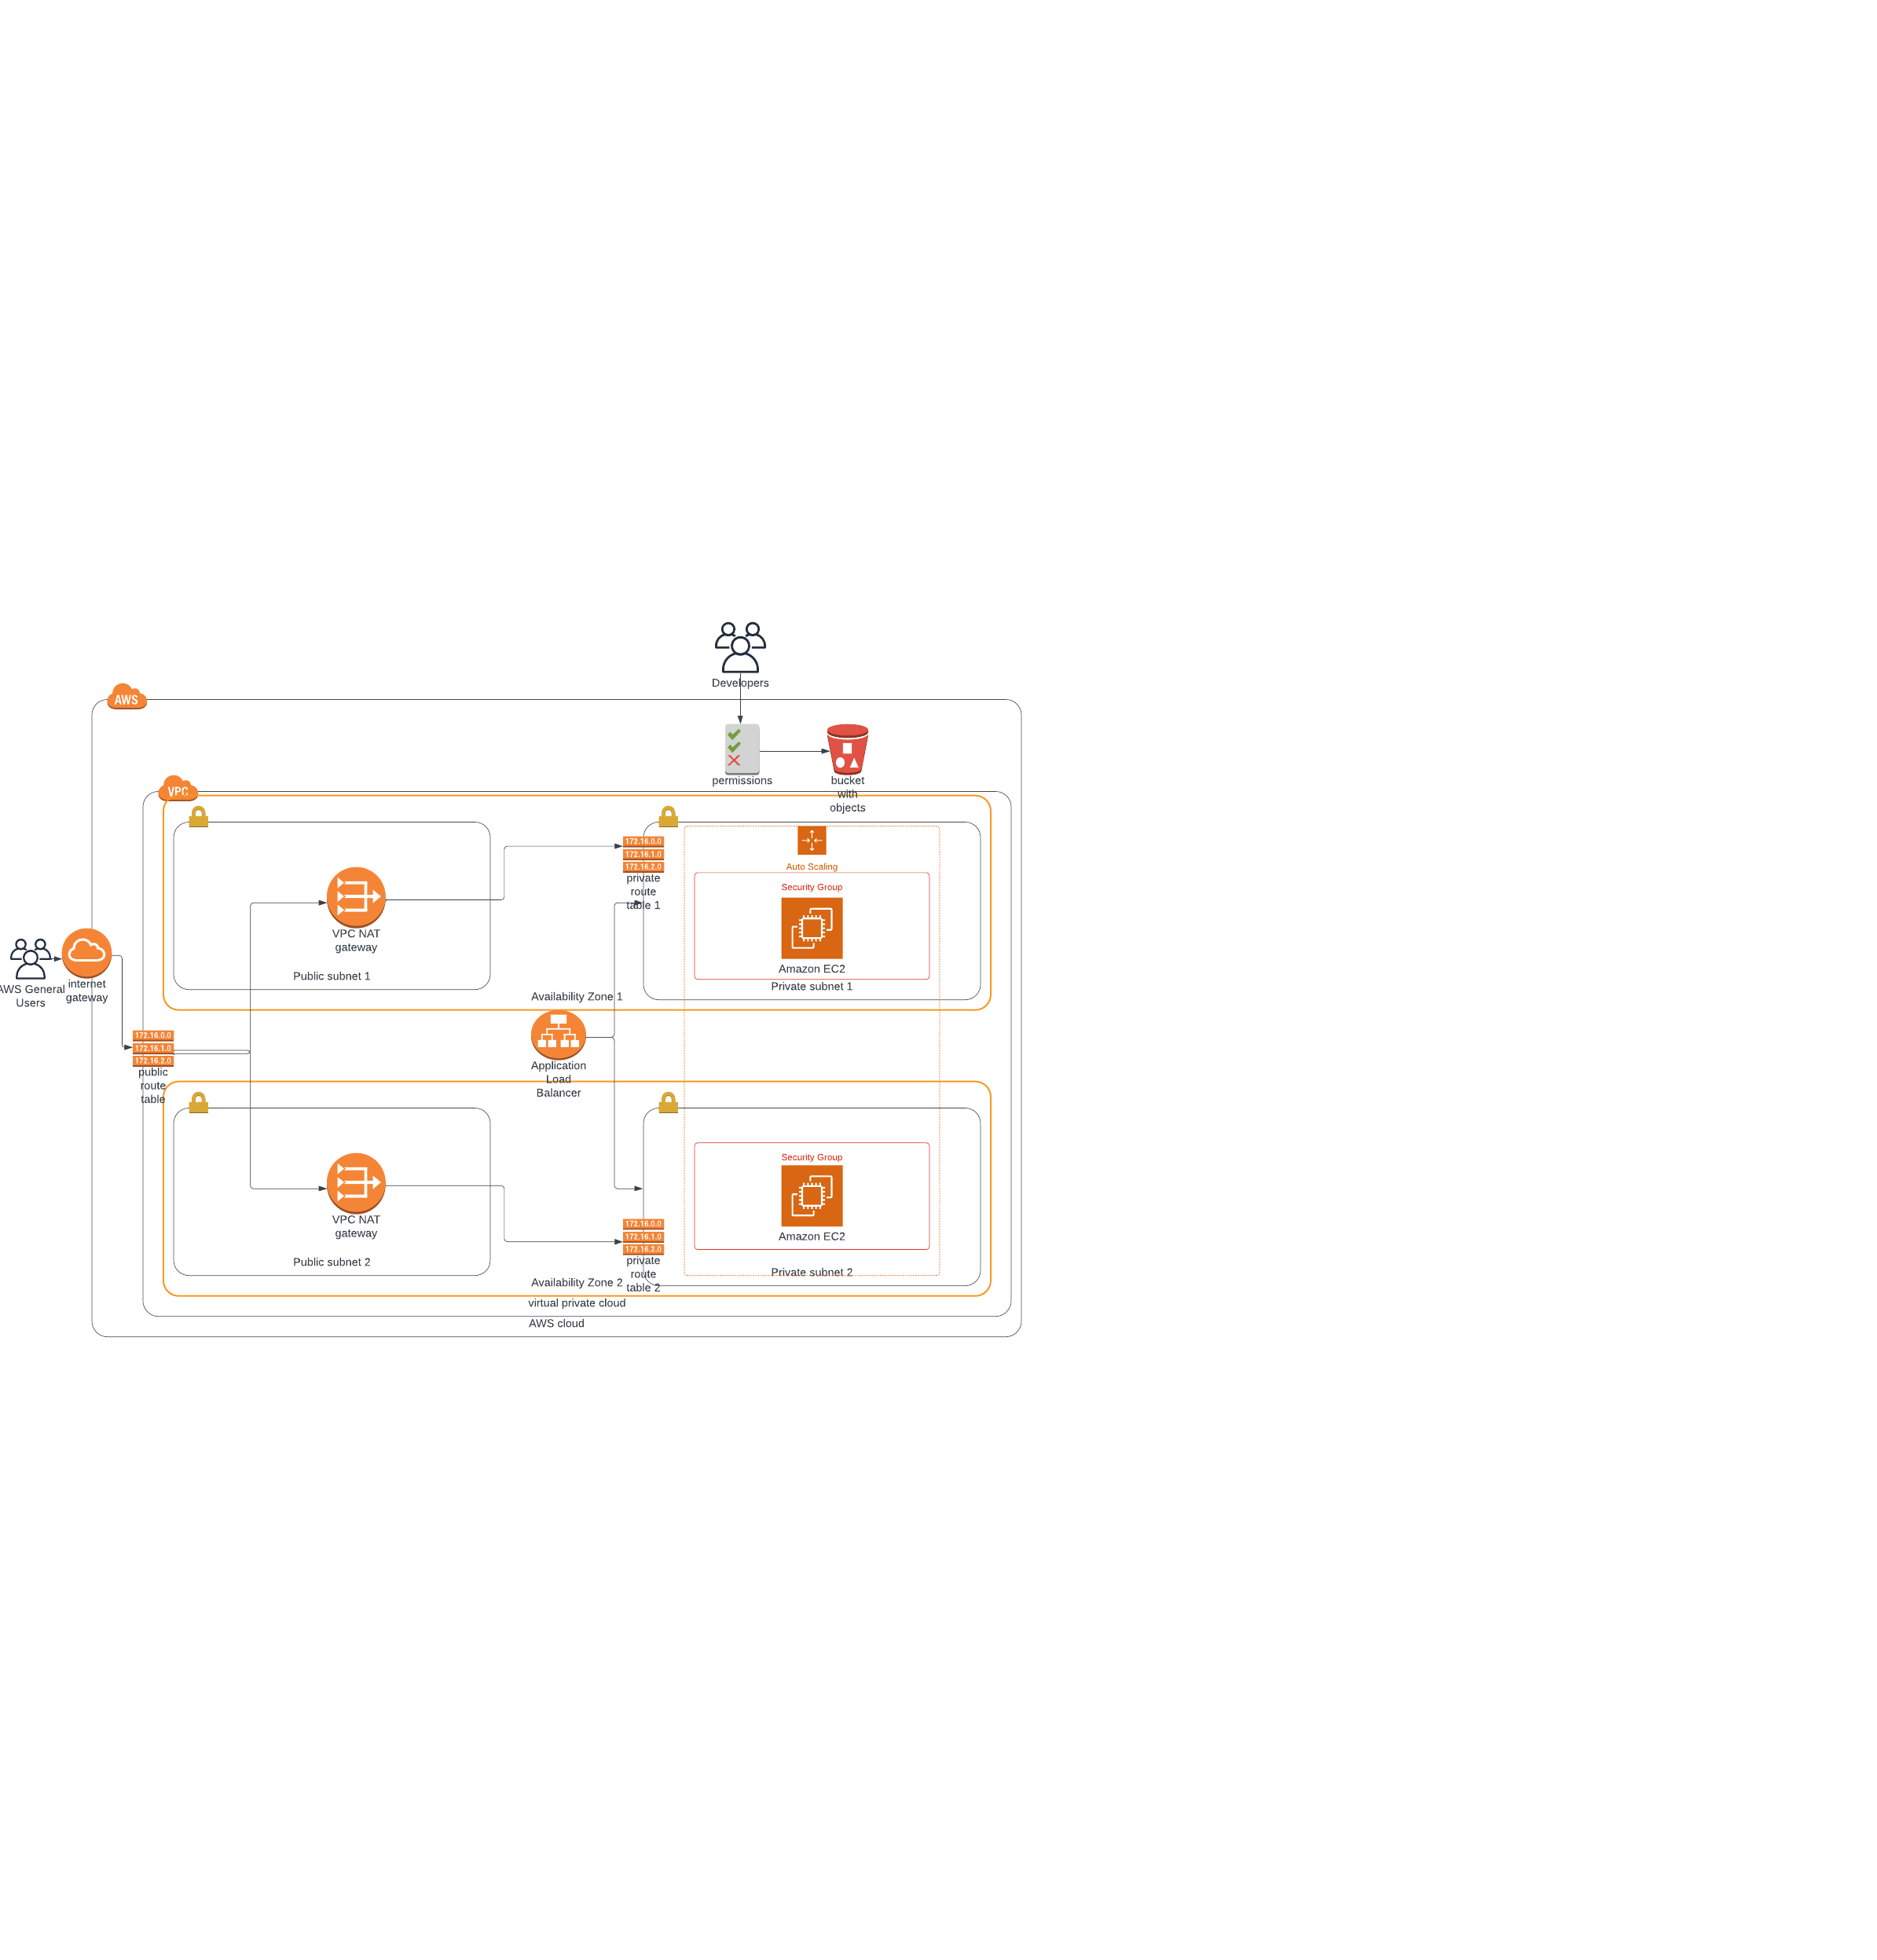 Developers
AWS
permissions
bucket
with
objects
VPC
172.16.0.0
172.16.1.0
172.16.2.0
private
route
table 1
Auto Scaling
Security Group
VPC NAT
gateway
Amazon EC2
Public subnet 1
Private subnet 1
AWS General
Users
internet
gateway
Availability Zone 1
172.16.0.0
172.16.1.0
172.16.2.0
public
route
table
Application
Load
Balancer
Security Group
VPC NAT
gateway
172.16.0.0
172.16.1.0
172.16.2.0
private
route
table 2
Amazon EC2
Public subnet 2
Private subnet 2
Availability Zone 2
virtual private cloud
AWS cloud